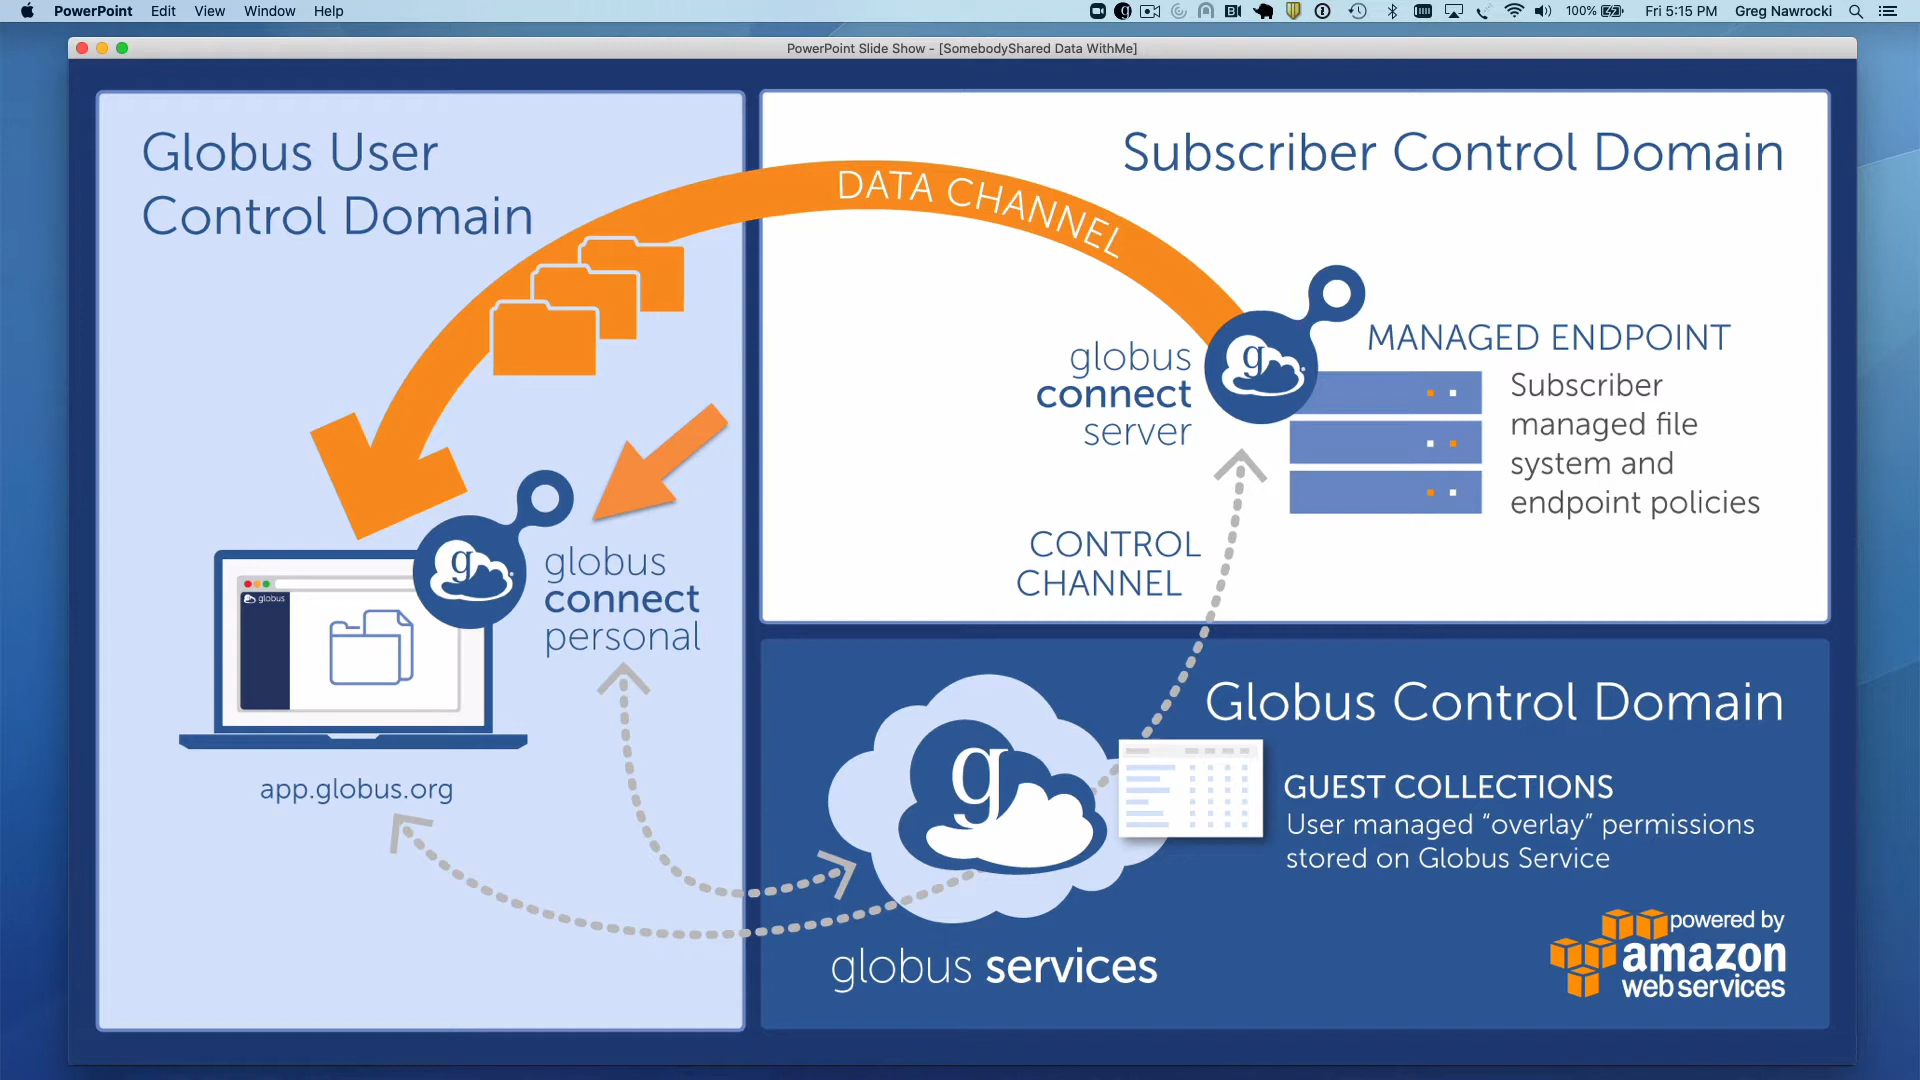 PowerPoint Edit View Window Help
100% Fri 5:15 PM Greg Nawrocki
PowerPoint Slide Show - [SomebodyShared Data WithMe]
Globus User
Control Domain
Subscriber Control Domain
DATA CHANNEL
globus
connect
server
MANAGED ENDPOINT
Subscriber
managed file
system and
endpoint policies
CONTROL
CHANNEL
g
g
globus
globus
connect
personal
app.globus.org
Globus Control Domain
g
GUEST COLLECTIONS
User managed “overlay” permissions
stored on Globus Service
globus services
powered by
amazon
web services